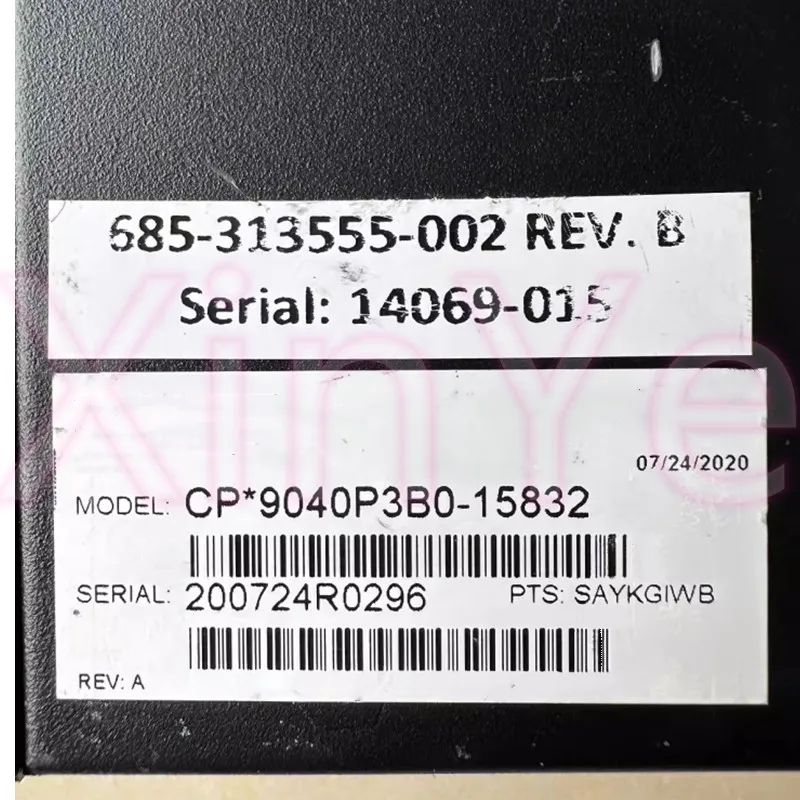 685-313555-002 REV. B
Serial: 14069-015
XinYe
07/24/2020
MODEL: CP*9040P3B0-15832
SERIAL: 200724R0296 PTS: SAYKGIWB
REV: A